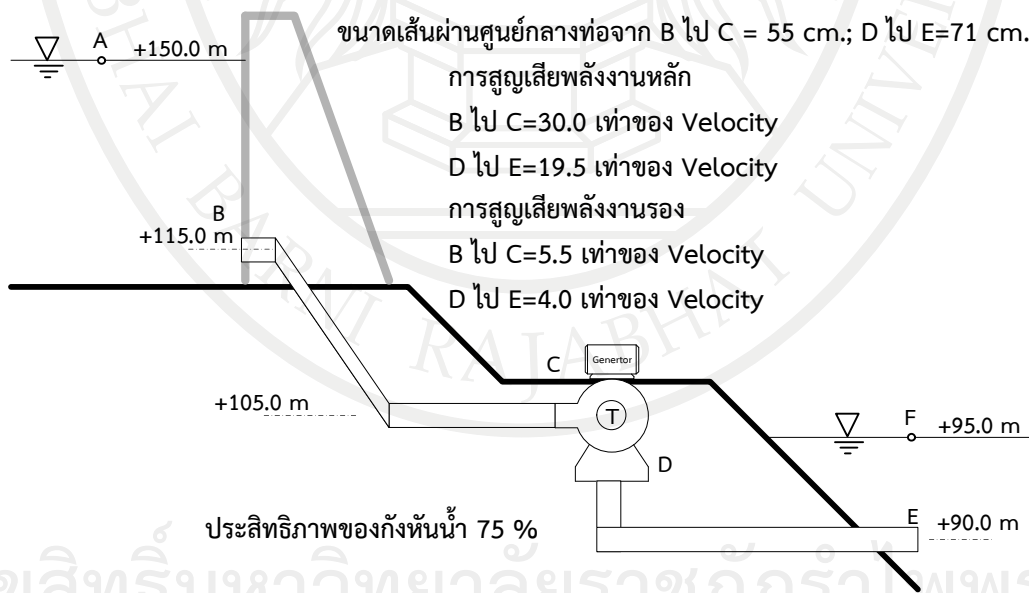 ขนาดเส้นผ่านศูนย์กลางท่อจาก B ไป C = 55 cm.; D ไป E=71 cm.
A
+150.0 m
การสูญเสียพลังงานหลัก
B ไป C=30.0 เท่าของ Velocity
D ไป E=19.5 เท่าของ Velocity
การสูญเสียพลังงานรอง
B
+115.0 m
B ไป C=5.5 เท่าของ Velocity
D ไป E=4.0 เท่าของ Velocity
C
Genertor
+105.0 m
T
F
+95.0 m
D
ประสิทธิภาพของกังหันน้ำ 75 %
E
+90.0 m
BARNI RAJABHAT